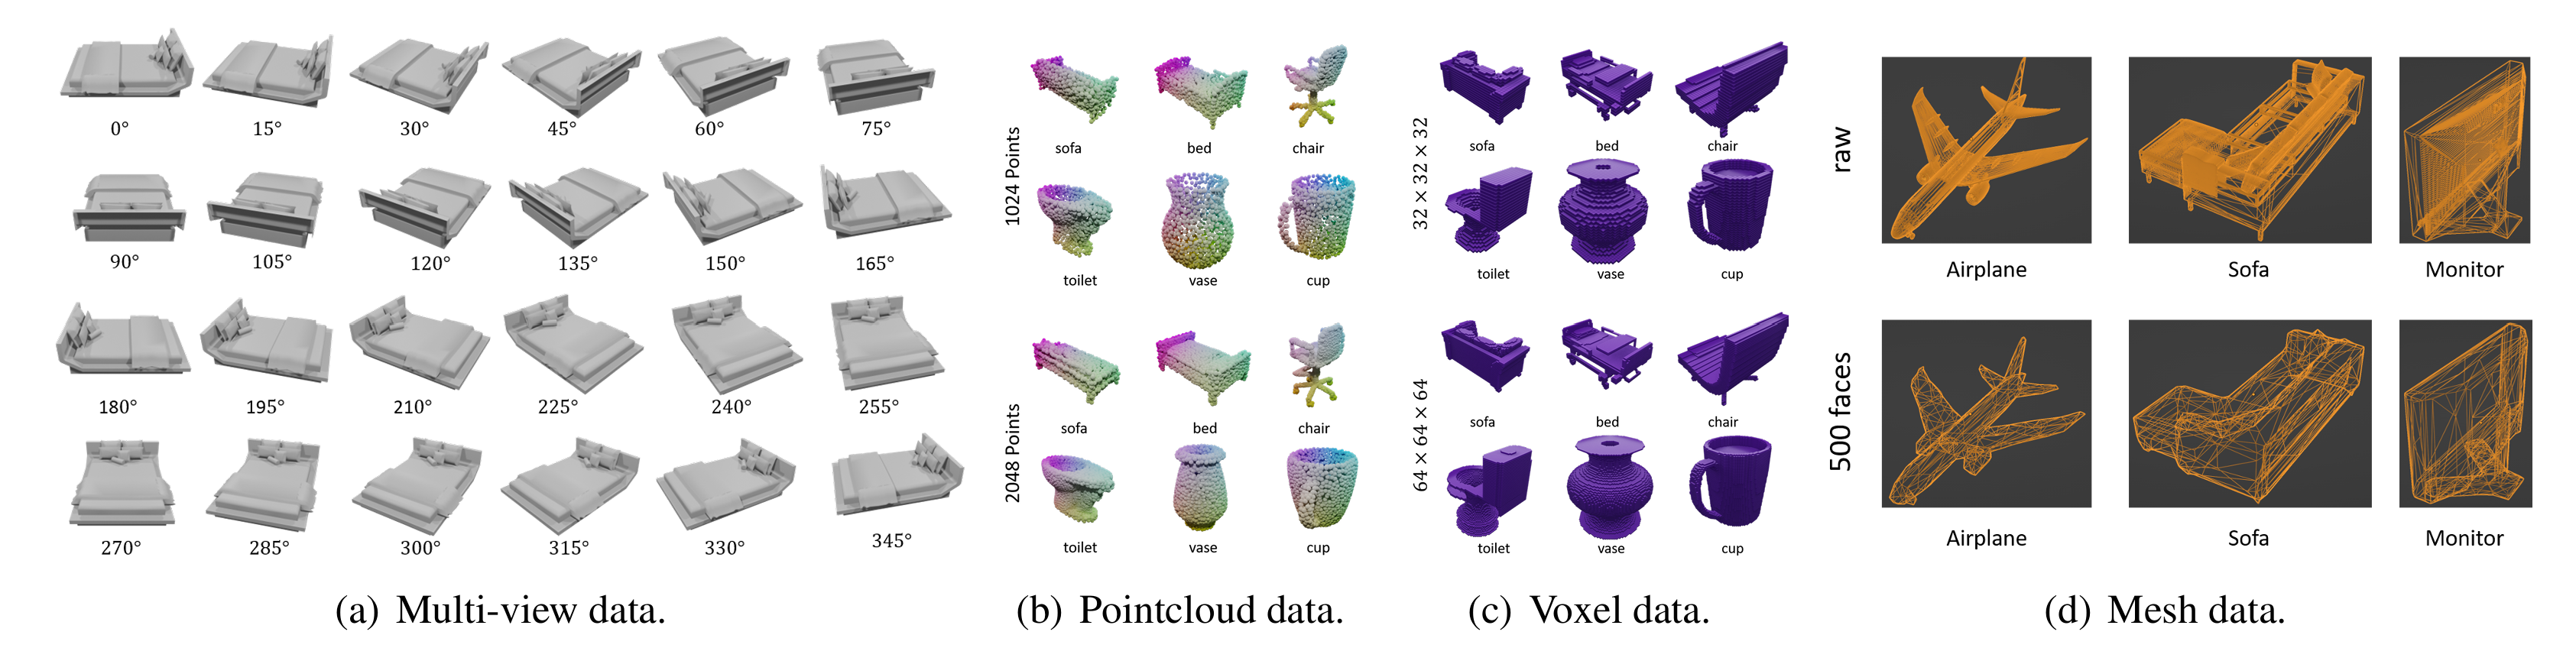 0° 15° 30° 45° 60° 75°
90° 105° 120° 135° 150° 165°
180° 195° 210° 225° 240° 255°
270° 285° 300° 315° 330° 345°
(a) Multi-view data.
1024 Points
sofa bed chair
toilet vase cup
2048 Points
sofa bed chair
toilet vase cup
(b) Pointcloud data.
32 × 32 × 32
sofa bed chair
toilet vase cup
64 × 64 × 64
sofa bed chair
toilet vase cup
(c) Voxel data.
raw
Airplane Sofa Monitor
500 faces
Airplane Sofa Monitor
(d) Mesh data.